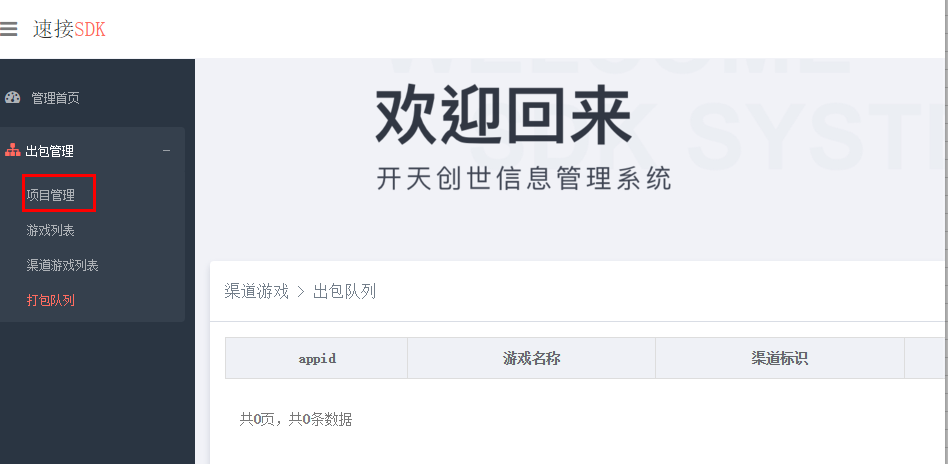 速接SDK
WELCOME
SDK SYSTE
管理首页
欢迎回来
开天创世信息管理系统
出包管理
项目管理
游戏列表
渠道游戏列表
打包队列
渠道游戏 > 出包队列
appid 游戏名称 渠道标识
共0页，共0条数据